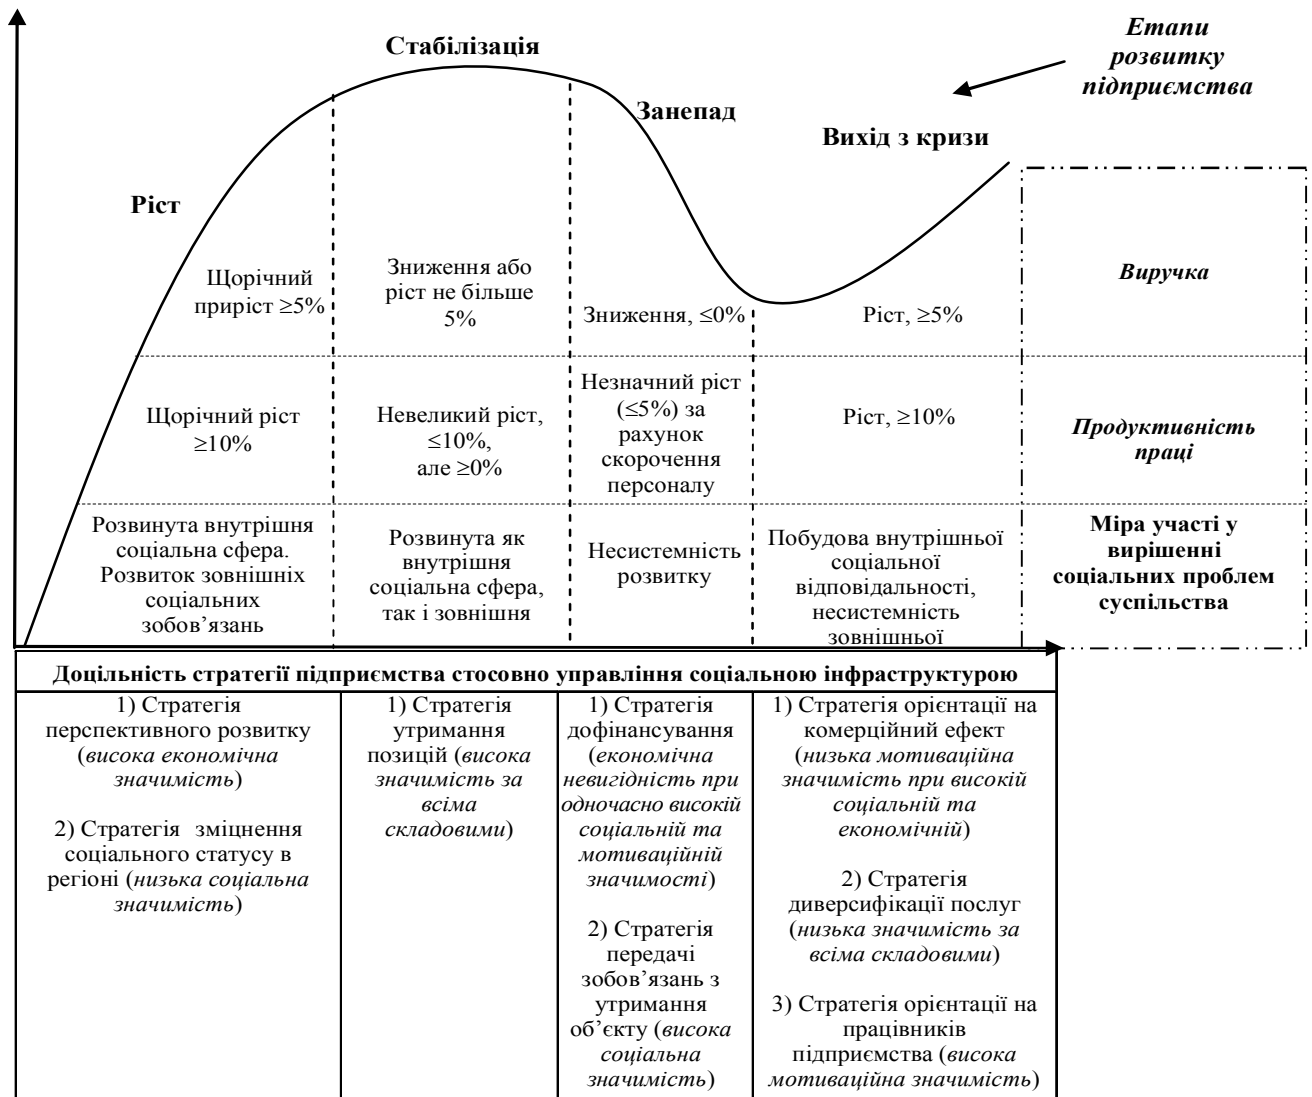 Етапи
розвитку
підприємства
Стабілізація
Занепад
Вихід з кризи
Ріст
Щорічний
приріст ≥5%
Зниження або
ріст не більше
5%
Зниження, ≤0%
Ріст, ≥5%
Виручка
Щорічний ріст
≥10%
Невеликий ріст,
≤10%,
але ≥0%
Незначний ріст
(≤5%) за
рахунок
скорочення
персоналу
Ріст, ≥10%
Продуктивність
праці
Розвинута внутрішня
соціальна сфера.
Розвиток зовнішніх
соціальних
зобов’язань
Розвинута як
внутрішня
соціальна сфера,
так і зовнішня
Несистемність
розвитку
Побудова внутрішньої
соціальної
відповідальності,
несистемність
зовнішньої
Міра участі у
вирішенні
соціальних проблем
суспільства
Доцільність стратегії підприємства стосовно управління соціальною інфраструктурою
1) Стратегія
перспективного розвитку
(висока економічна
значимість)
2) Стратегія зміцнення
соціального статусу в
регіоні (низька соціальна
значимість)
1) Стратегія
утримання
позицій (висока
значимість за
всіма
складовими)
1) Стратегія
дофінансування
(економічна
невигідність при
одночасно високій
соціальній та
мотиваційній
значимості)
2) Стратегія
передачі
зобов’язань з
утримання
об’єкту (висока
соціальна
значимість)
1) Стратегія орієнтації на
комерційний ефект
(низька мотиваційна
значимість при високій
соціальній та
економічній)
2) Стратегія
диверсифікації послуг
(низька значимість за
всіма складовими)
3) Стратегія орієнтації на
працівників
підприємства (висока
мотиваційна значимість)